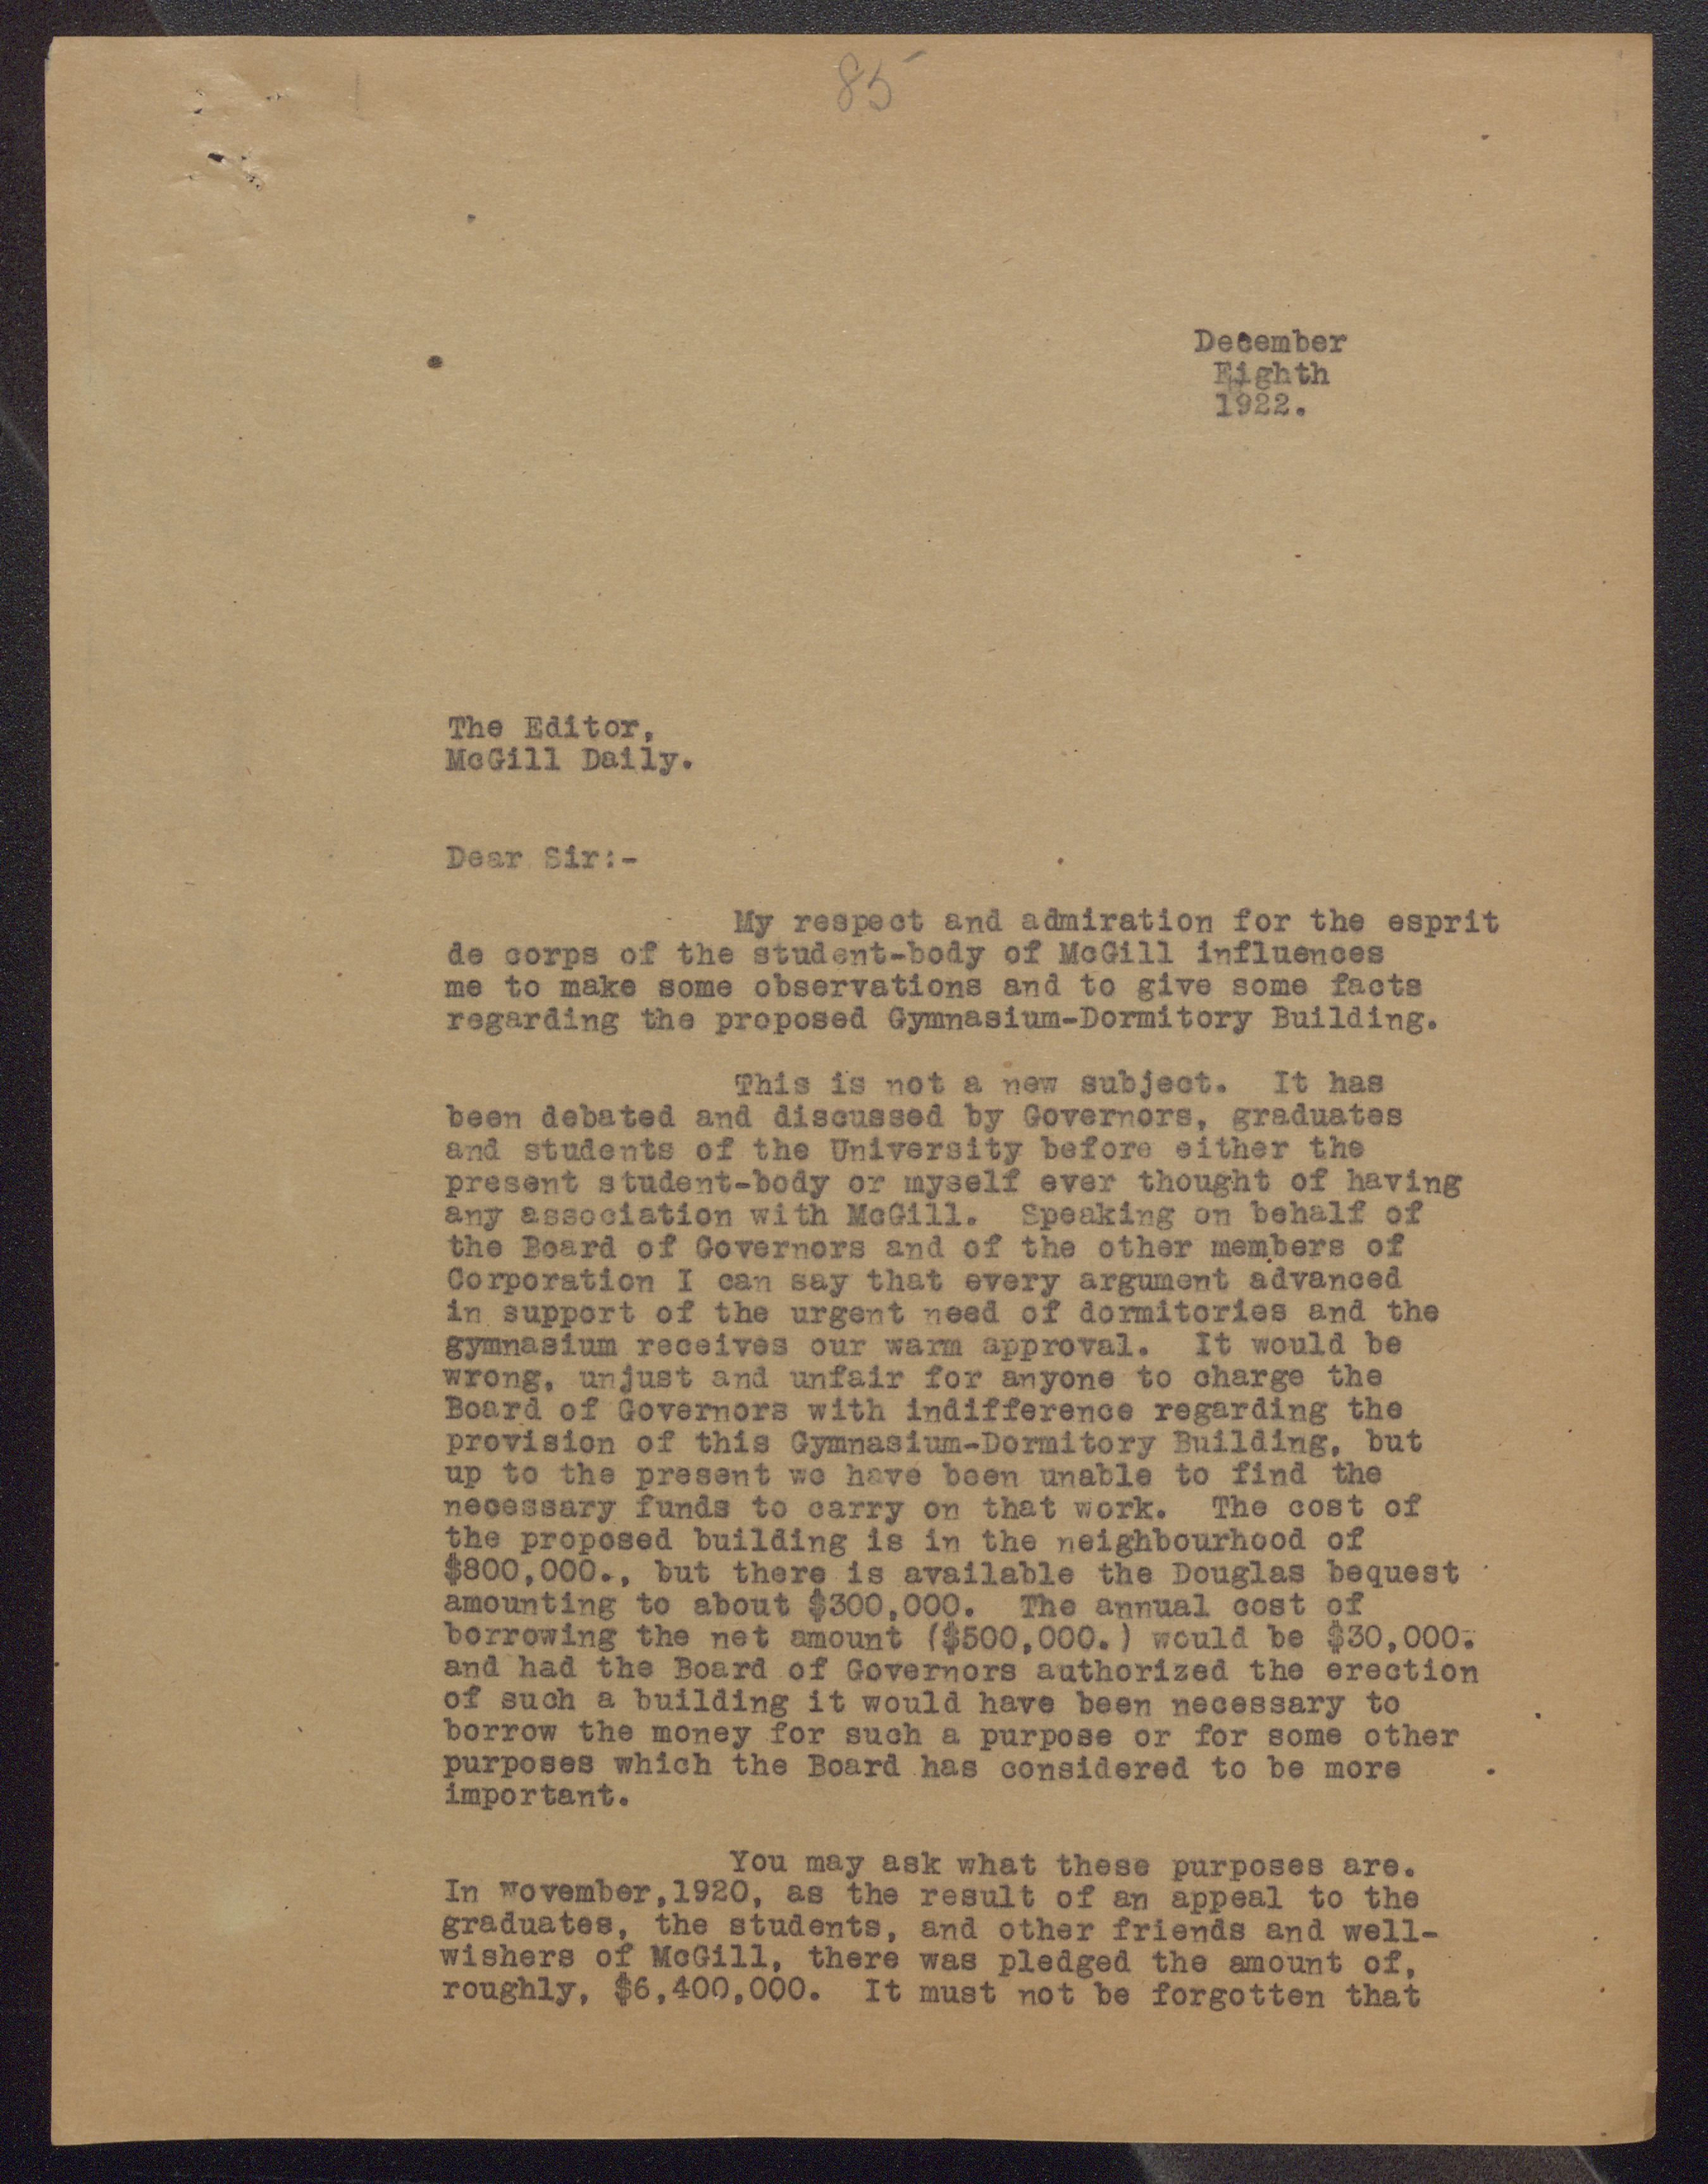 85
December
Eighth
1922.
The Editor,
McGill Daily.
Dear Sir:-
My respect and admiration for the esprit
de corps of the student-body of McGill influences
me to make some observations and to give some facts
regarding the proposed Gymnasium-Dormitory Building.
This is not a new subject. It has
been debated and discussed by Governors, graduates
and students of the University before either the
present student-body or myself ever thought of having
any association with McGill. Speaking on behalf of
the Board of Governors and of the other members of
Corporation I can say that every argument advanced
in support of the urgent need of dormitories and the
gymnasium receives our warm approval. It would be
wrong, unjust and unfair for anyone to charge the
Board of Governors with indifference regarding the
provision of this Gymnasium-Dormitory Building, but
up to the present we have been unable to find the
necessary funds to carry on that work. The cost of
the proposed building is in the neighbourhood of
$800,000., but there is available the Douglas bequest
amounting to about $300,000. The annual cost of
borrowing the net amount ($500,000.) would be $30,000.
and had the Board of Governors authorized the erection
of such a building it would have been necessary to
borrow the money for such a purpose or for some other
purposes which the Board has considered to be more
important.
You may ask what these purposes are.
In November,1920, as the result of an appeal to the
graduates, the students, and other friends and well-
wishers of McGill, there was pledged the amount of,
roughly, $6,400,000. It must not be forgotten that